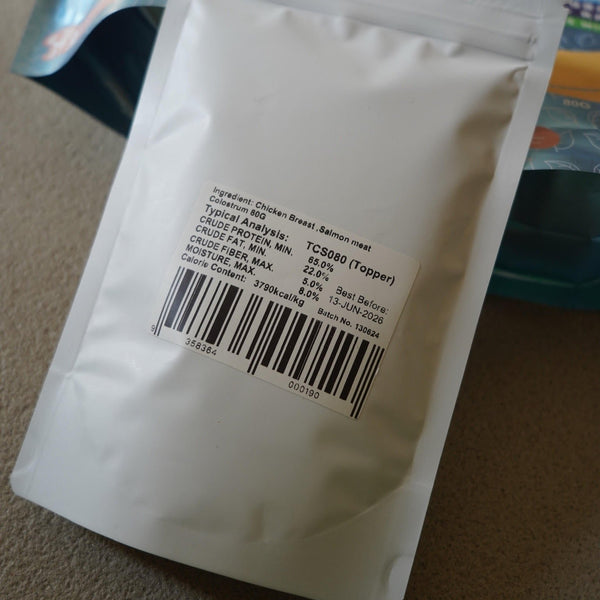 80G
Ingredient: Chicken Breast ,Salmon meat
Colostrum 80G
Typical Analysis: TCS080 (Topper)
CRUDE PROTEIN, MIN. 65.0%
CRUDE FAT, MIN. 22.0%
CRUDE FIBER, MAX. 5.0% Best Before:
MOISTURE, MAX. 8.0% 13-JUN-2026
Calorie Content: 3790kcal/kg Batch No. 130624
9 358364 000190